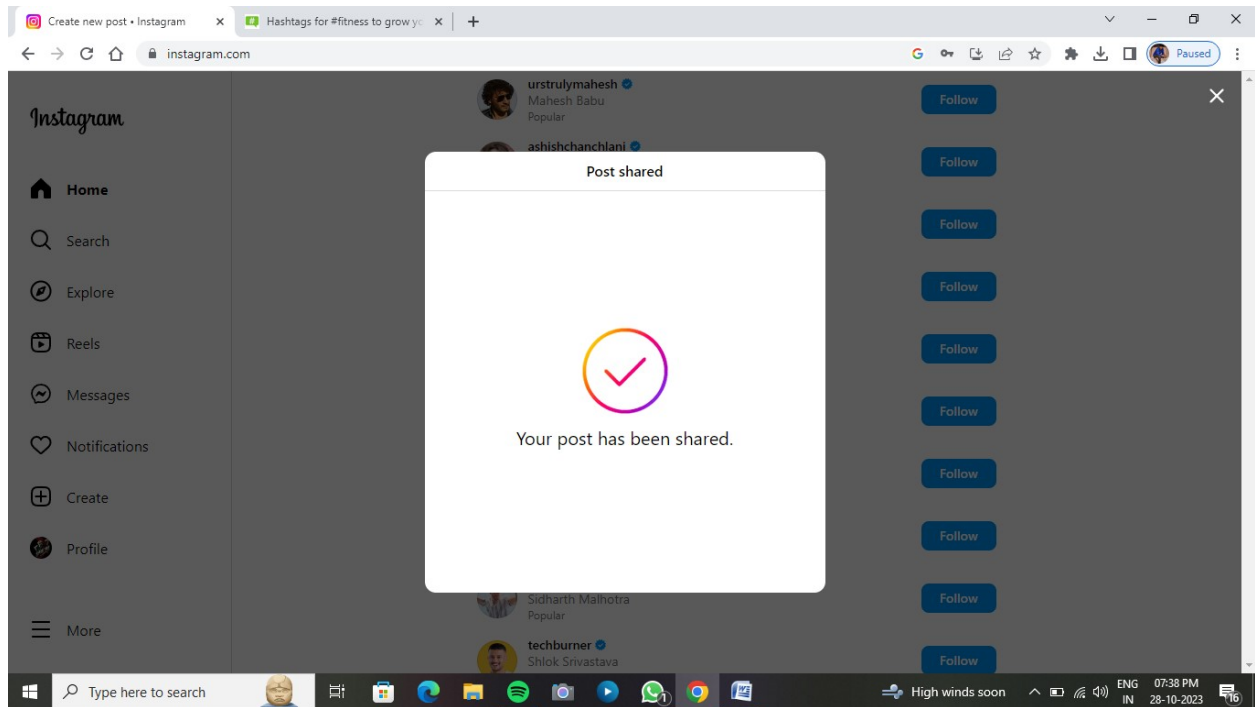 Create new post • Instagram
Hashtags for #fitness to grow yo
instagram.com
Paused
Instagram
Home
Search
Explore
Reels
Messages
Notifications
Create
Profile
More
urstrulymahesh
Mahesh Babu
Popular
Follow
ashishchanchlani
Follow
Post shared
Follow
Follow
Follow
Follow
Your post has been shared.
Follow
Follow
Sidharth Malhotra
Popular
Follow
techburner
Shlok Srivastava
Follow
Type here to search
1
High winds soon
ENG
IN
07:38 PM
28-10-2023
16